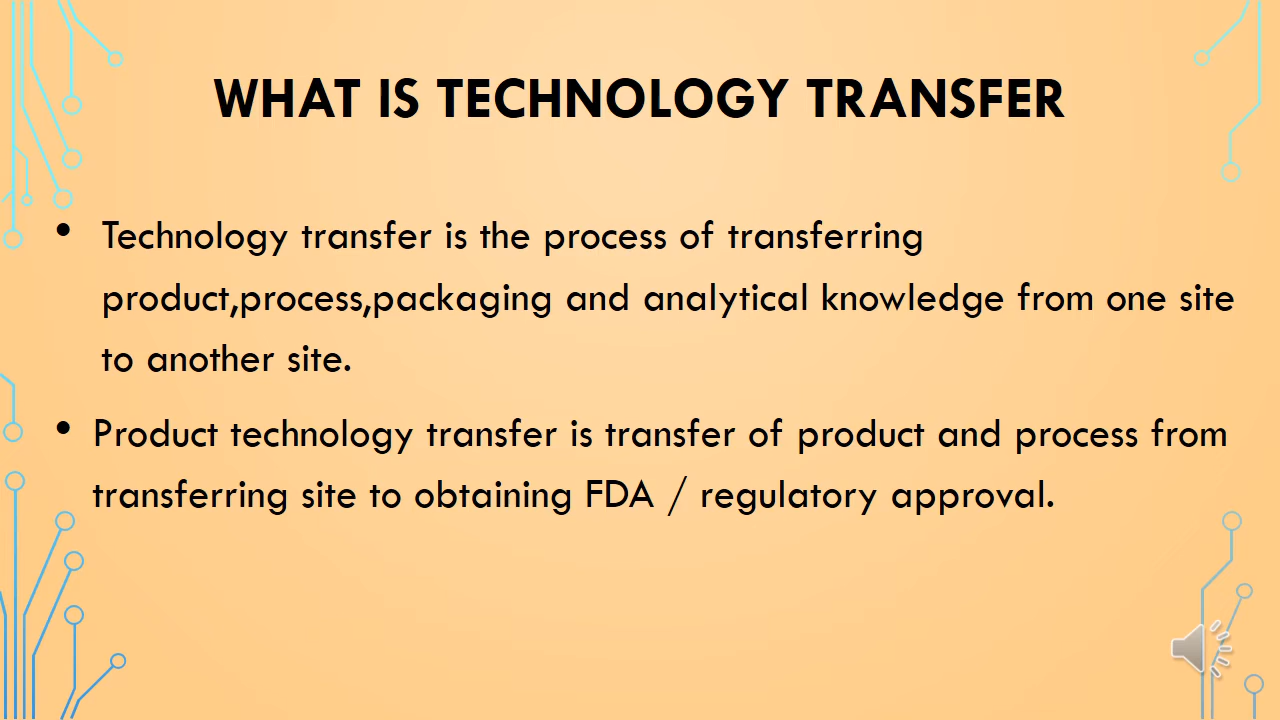 WHAT IS TECHNOLOGY TRANSFER
• Technology transfer is the process of transferring
product,process,packaging and analytical knowledge from one site
to another site.
• Product technology transfer is transfer of product and process from
transferring site to obtaining FDA / regulatory approval.